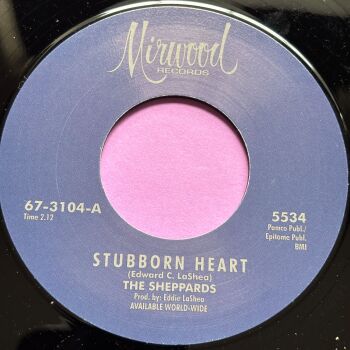 Mirwood
RECORDS
67-3104-A
Time 2.12
5534
Pamco Publ./
Epitome Publ.
BMI
STUBBORN HEART
(Edward C. LaShea)
THE SHEPPARDS
Prod. by: Eddie LaShea
AVAILABLE WORLD-WIDE